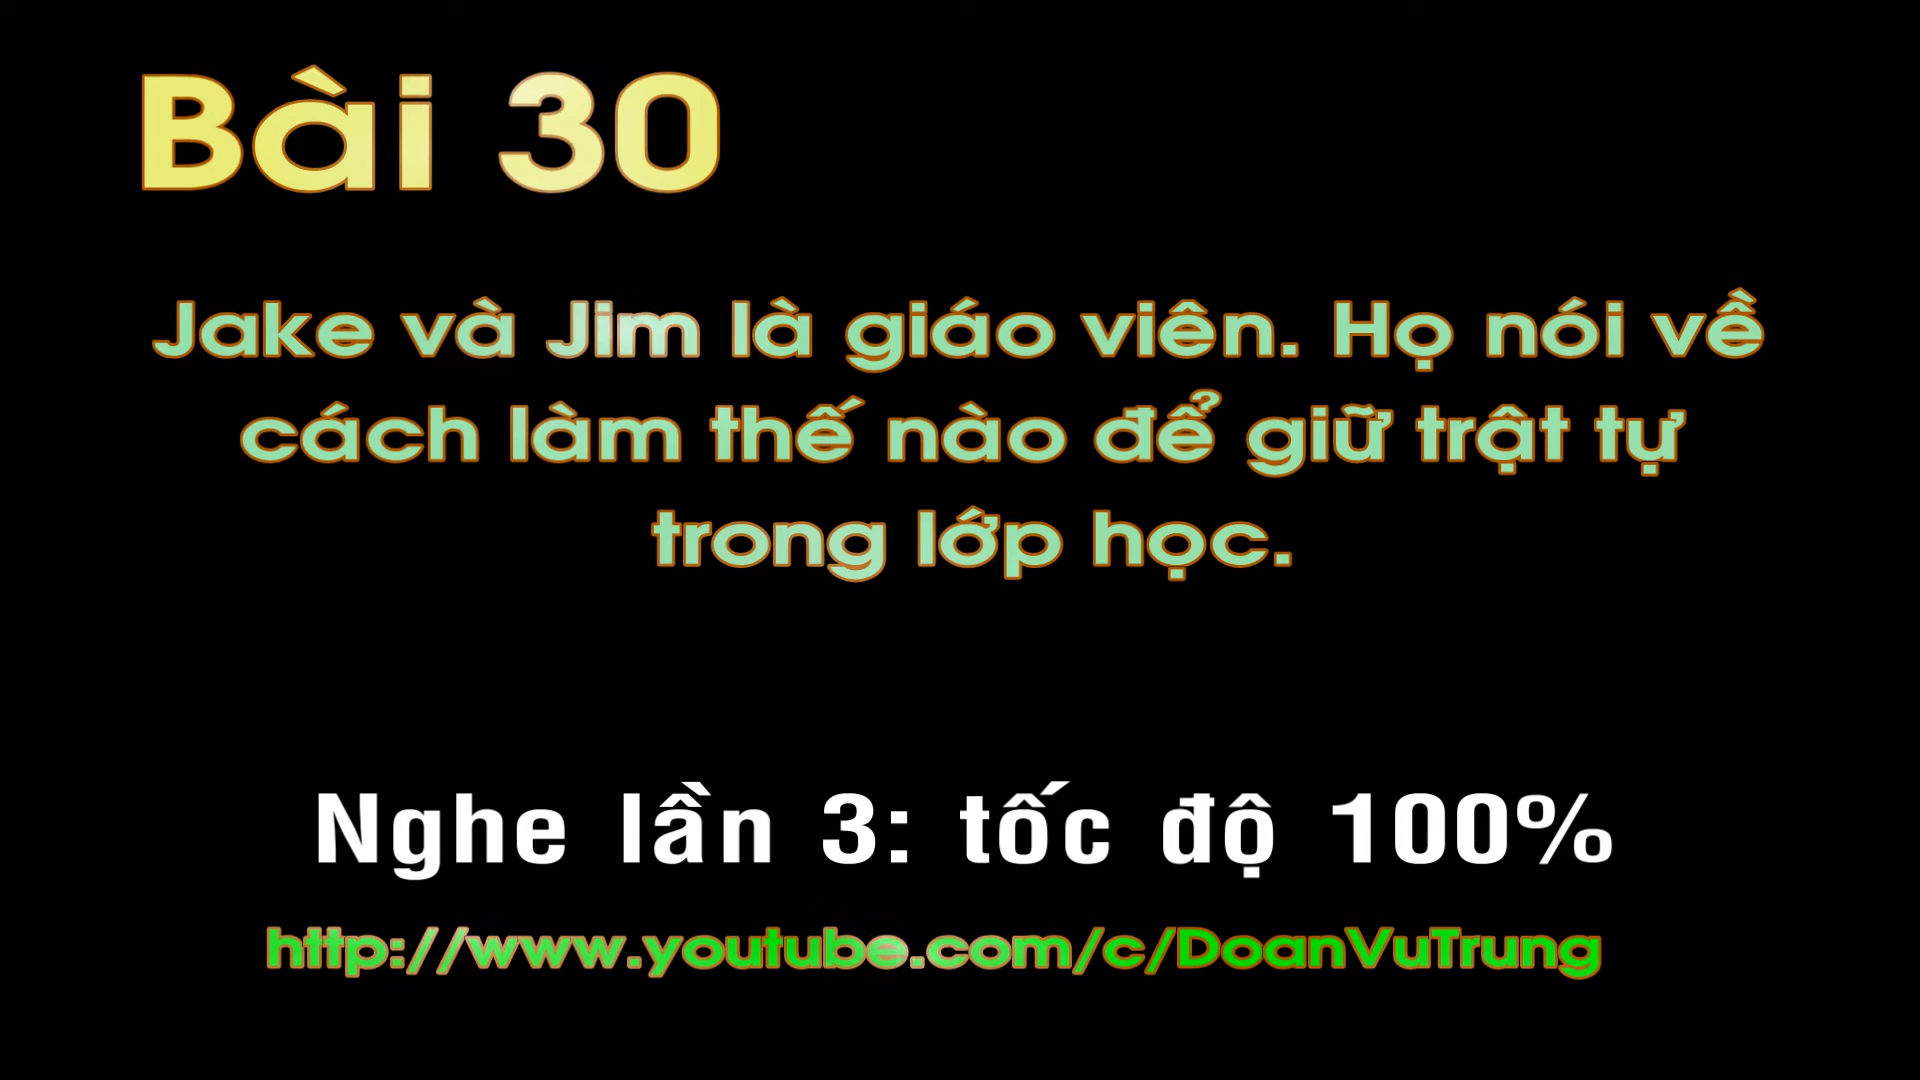 Bài 30
Jake và Jim là giáo viên. Họ nói về
cách làm thế nào để giữ trật tự
trong lớp học.
Nghe lần 3: tốc độ 100%
http://www.youtube.com/c/DoanVuTrung